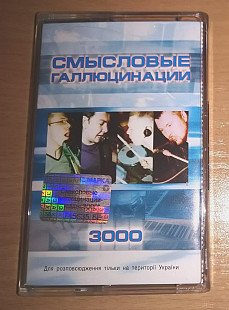 СМЫСЛОВЫЕ
ГАЛЛЮЦИНАЦИИ
3000
Для розповсюдження тільки на території України